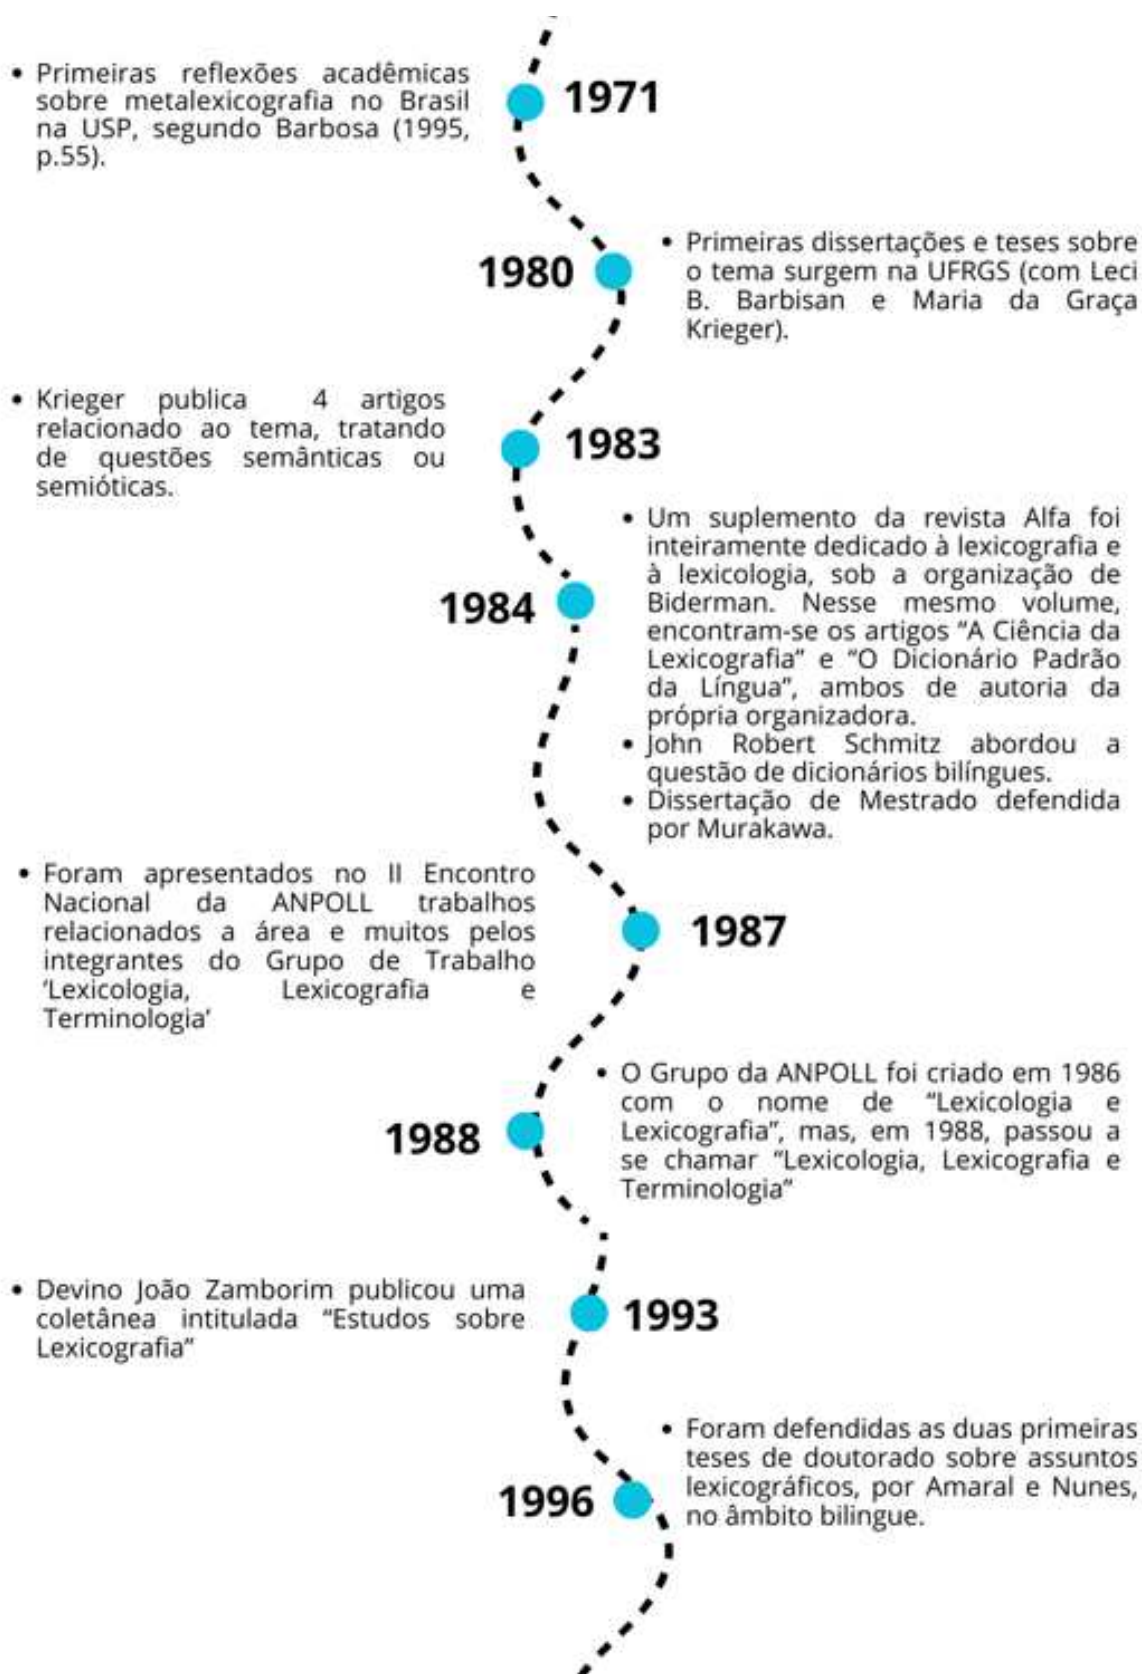 • Primeiras reflexões acadêmicas
sobre metalexicografia no Brasil
na USP, segundo Barbosa (1995,
p.55).
1971
1980
• Primeiras dissertações e teses sobre
o tema surgem na UFRGS (com Leci
B. Barbisan e Maria da Graça
Krieger).
• Krieger publica 4 artigos
relacionado ao tema, tratando
de questões semânticas ou
semióticas.
1983
1984
• Um suplemento da revista Alfa foi
inteiramente dedicado à lexicografia e
à lexicologia, sob a organização de
Biderman. Nesse mesmo volume,
encontram-se os artigos “A Ciência da
Lexicografia” e “O Dicionário Padrão
da Língua”, ambos de autoria da
própria organizadora.
• John Robert Schmitz abordou a
questão de dicionários bilíngues.
• Dissertação de Mestrado defendida
por Murakawa.
• Foram apresentados no II Encontro
Nacional da ANPOLL trabalhos
relacionados a área e muitos pelos
integrantes do Grupo de Trabalho
‘Lexicologia, Lexicografia e
Terminologia’
1987
1988
• O Grupo da ANPOLL foi criado em 1986
com o nome de “Lexicologia e
Lexicografia”, mas, em 1988, passou a
se chamar “Lexicologia, Lexicografia e
Terminologia”
• Devino João Zamborim publicou uma
coletânea intitulada “Estudos sobre
Lexicografia”
1993
1996
• Foram defendidas as duas primeiras
teses de doutorado sobre assuntos
lexicográficos, por Amaral e Nunes,
no âmbito bilingue.